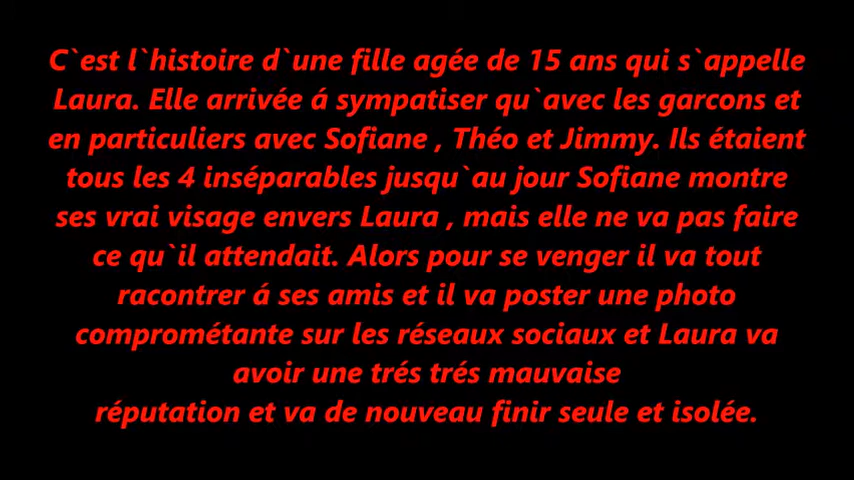 C`est l`histoire d`une fille agée de 15 ans qui s`appelle
Laura. Elle arrivée á sympatiser qu`avec les garcons et
en particuliers avec Sofiane , Théo et Jimmy. Ils étaient
tous les 4 inséparables jusqu`au jour Sofiane montre
ses vrai visage envers Laura , mais elle ne va pas faire
ce qu`il attendait. Alors pour se venger il va tout
racontrer á ses amis et il va poster une photo
comprométante sur les réseaux sociaux et Laura va
avoir une trés trés mauvaise
réputation et va de nouveau finir seule et isolée.